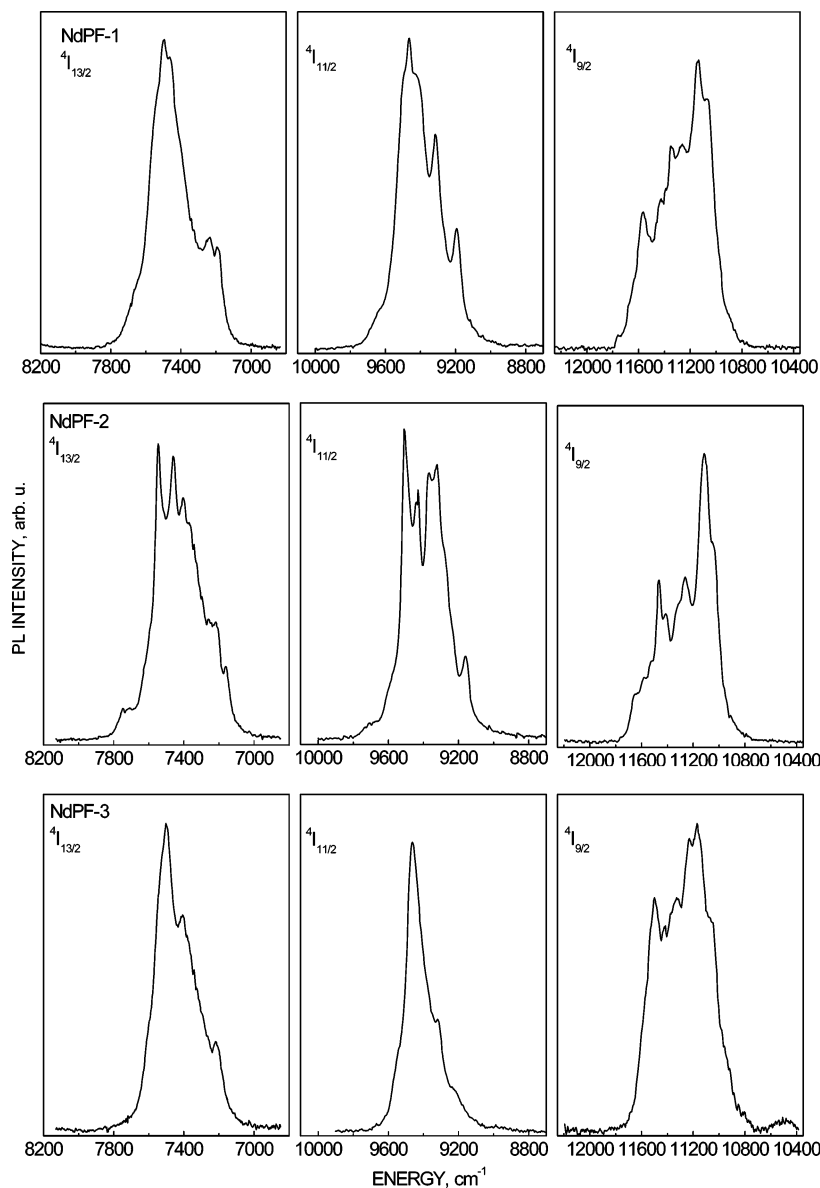 NdPF-1
4I13/2
4I11/2
4I9/2
8200 7800 7400 7000
10000 9600 9200 8800
12000 11600 11200 10800 10400
NdPF-2
4I13/2
4I11/2
4I9/2
8200 7800 7400 7000
10000 9600 9200 8800
12000 11600 11200 10800 10400
PL INTENSITY, arb. u.
NdPF-3
4I13/2
4I11/2
4I9/2
8200 7800 7400 7000
10000 9600 9200 8800
12000 11600 11200 10800 10400
ENERGY, cm-1